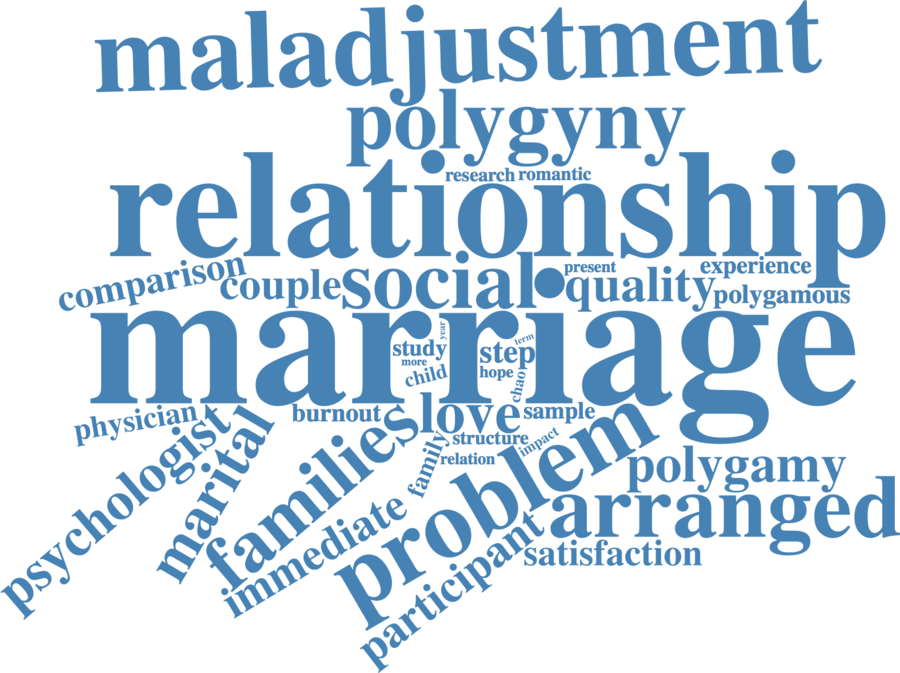 maladjustment
polygyny
research
romantic
relationship
comparison
couple
social
present
quality
experience
polygamous
marriage
year
study
more
child
term
step
hope
chaol
physician
burnout
love
sample
families
structure
impact
relation
family
psychologist
marital
immediate
problem
participant
polygamy
arranged
satisfaction